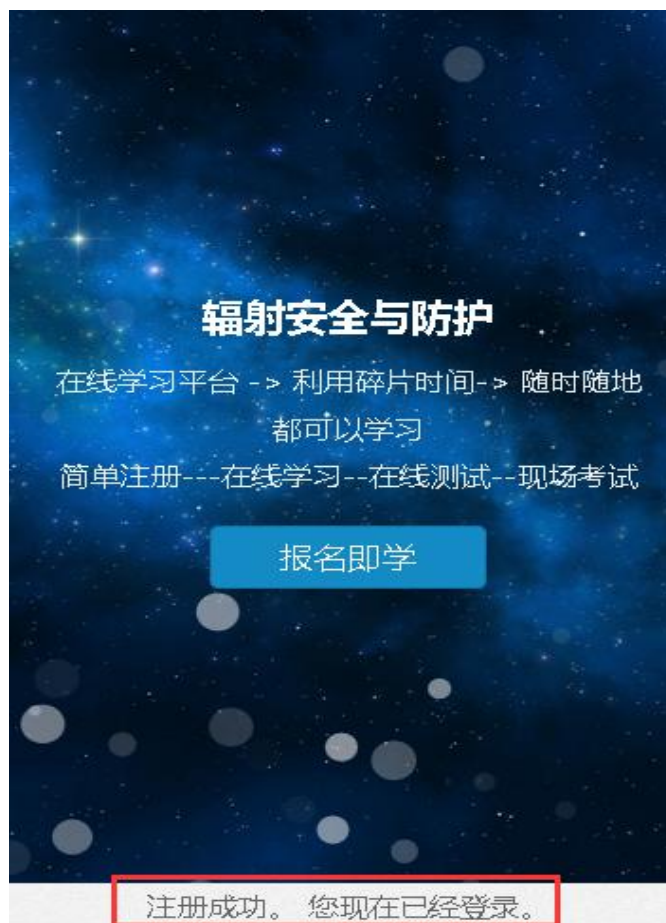 辐射安全与防护
在线学习平台 -> 利用碎片时间-> 随时随地
都可以学习
简单注册---在线学习--在线测试--现场考试
报名即学
注册成功。 您现在已经登录。